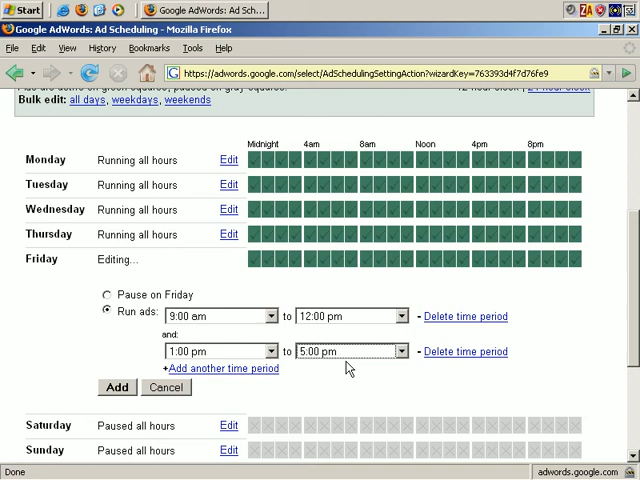 Start
Google AdWords: Ad Sch...
Google AdWords: Ad Scheduling - Mozilla Firefox
File Edit View History Bookmarks Tools Help
https://adwords.google.com/select/AdSchedulingSettingAction?wizardKey=763393d4f7d76fe9
Bulk edit: all days, weekdays, weekends
Midnight 4am 8am Noon 4pm 8pm
Monday Running all hours Edit
Tuesday Running all hours Edit
Wednesday Running all hours Edit
Thursday Running all hours Edit
Friday Editing...
Pause on Friday
Run ads: 9:00 am to 12:00 pm - Delete time period
and:
1:00 pm to 5:00 pm - Delete time period
+Add another time period
Add Cancel
Saturday Paused all hours Edit
Sunday Paused all hours Edit
Done adwords.google.com